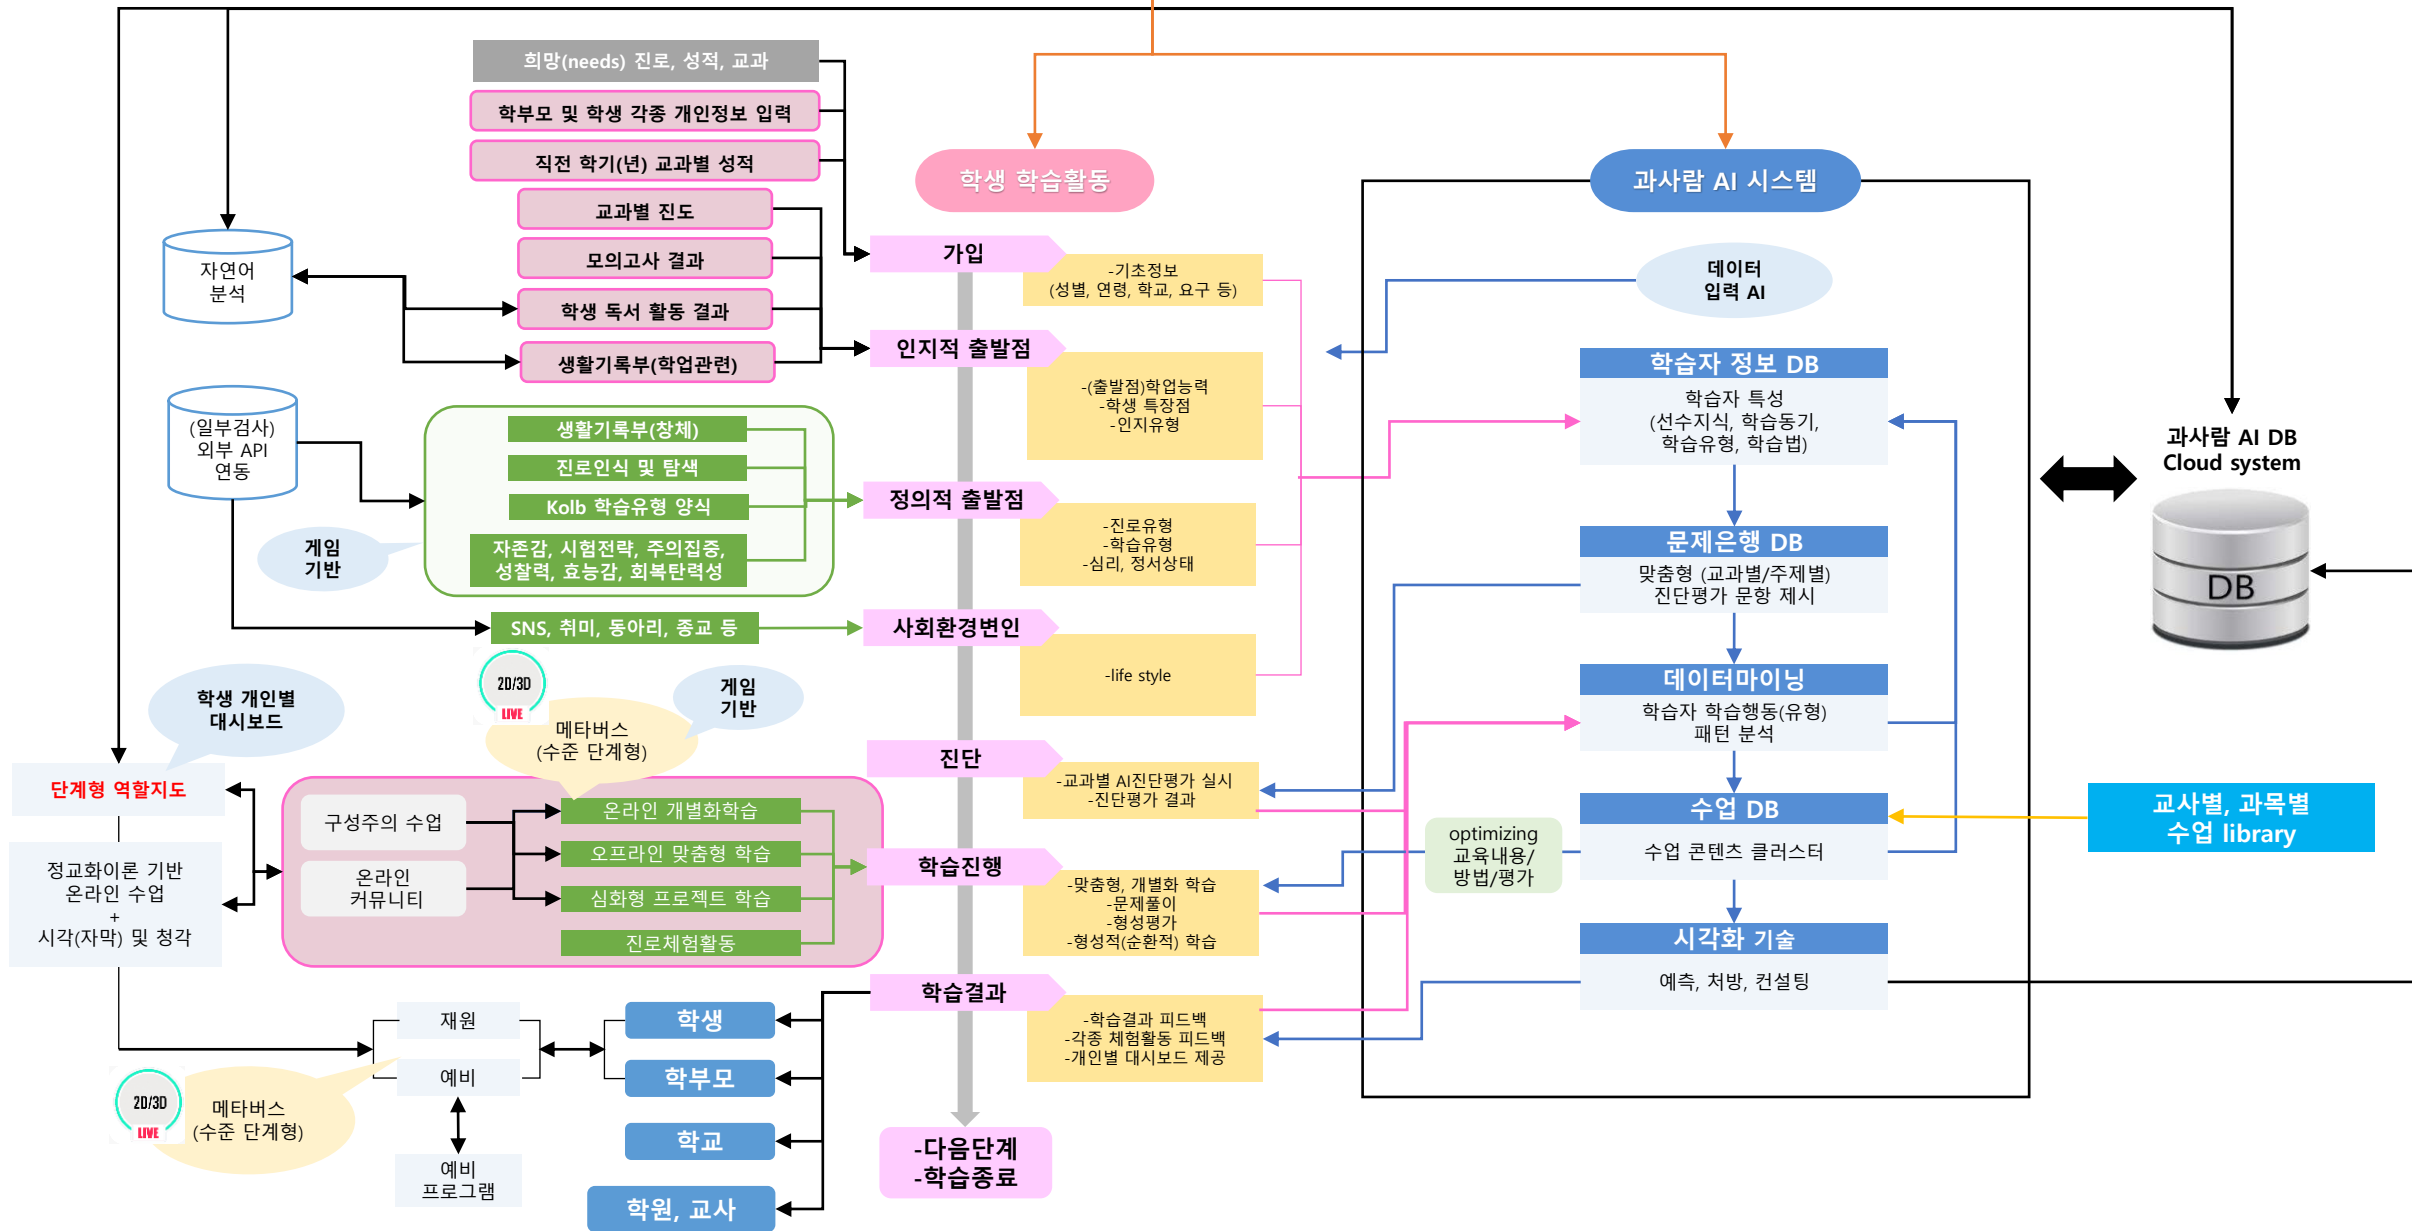 희망(needs) 진로, 성적, 교과
학부모 및 학생 각종 개인정보 입력
직전 학기(년) 교과별 성적
교과별 진도
모의고사 결과
학생 독서 활동 결과
생활기록부(학업관련)
자연어
분석
(일부검사)
외부 API
연동
생활기록부(창체)
진로인식 및 탐색
Kolb 학습유형 양식
자존감, 시험전략, 주의집중,
성찰력, 효능감, 회복탄력성
게임
기반
SNS, 취미, 동아리, 종교 등
2D/3D
LIVE
메타버스
(수준 단계형)
게임
기반
학생 개인별
대시보드
단계형 역할지도
정교화이론 기반
온라인 수업
+
시각(자막) 및 청각
구성주의 수업
온라인
커뮤니티
온라인 개별화학습
오프라인 맞춤형 학습
심화형 프로젝트 학습
진로체험활동
재원
예비
예비
프로그램
2D/3D
LIVE
메타버스
(수준 단계형)
학생
학부모
학교
학원, 교사
학생 학습활동
가입
-기초정보
(성별, 연령, 학교, 요구 등)
인지적 출발점
-(출발점)학업능력
-학생 특장점
-인지유형
정의적 출발점
-진로유형
-학습유형
-심리, 정서상태
사회환경변인
-life style
진단
-교과별 AI진단평가 실시
-진단평가 결과
학습진행
-맞춤형, 개별화 학습
-문제풀이
-형성평가
-형성적(순환적) 학습
학습결과
-학습결과 피드백
-각종 체험활동 피드백
-개인별 대시보드 제공
-다음단계
-학습종료
과사람 AI 시스템
데이터
입력 AI
학습자 정보 DB
학습자 특성
(선수지식, 학습동기,
학습유형, 학습법)
문제은행 DB
맞춤형 (교과별/주제별)
진단평가 문항 제시
데이터마이닝
학습자 학습행동(유형)
패턴 분석
수업 DB
수업 콘텐츠 클러스터
optimizing
교육내용/
방법/평가
시각화 기술
예측, 처방, 컨설팅
과사람 AI DB
Cloud system
DB
교사별, 과목별
수업 library